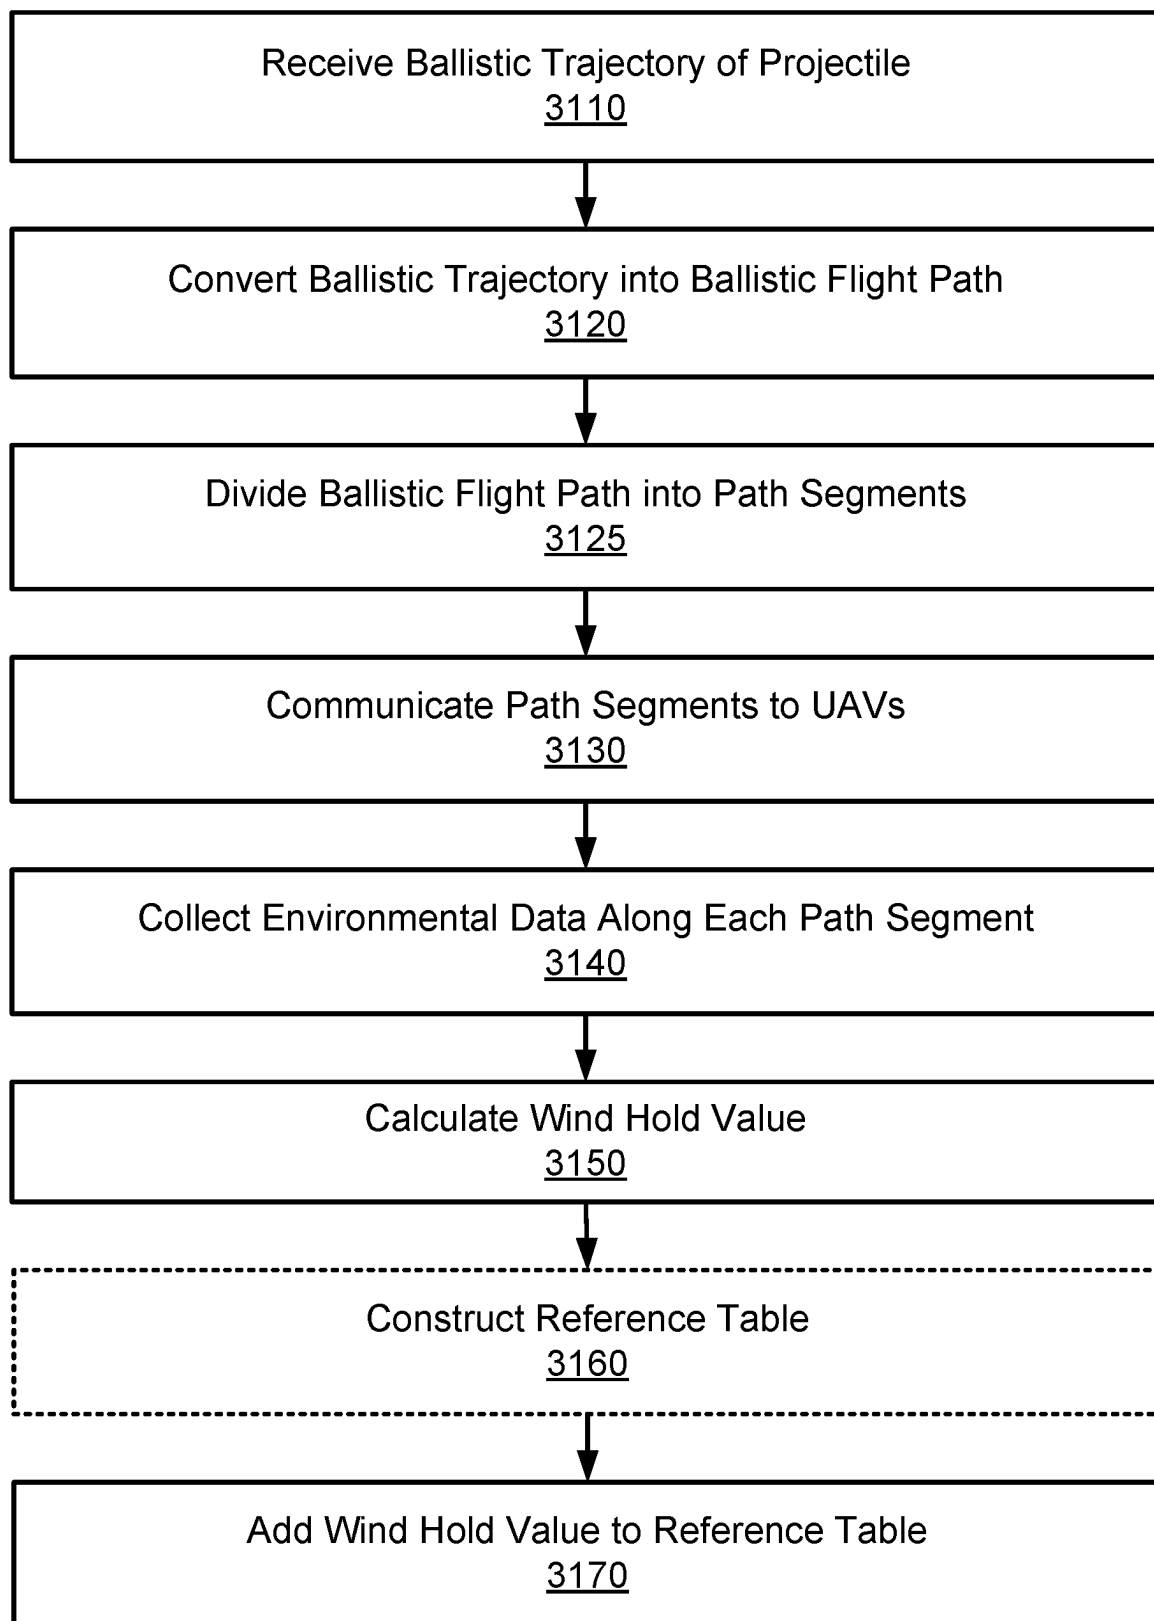 Receive Ballistic Trajectory of Projectile
3110
Convert Ballistic Trajectory into Ballistic Flight Path
3120
Divide Ballistic Flight Path into Path Segments
3125
Communicate Path Segments to UAVs
3130
Collect Environmental Data Along Each Path Segment
3140
Calculate Wind Hold Value
3150
Construct Reference Table
3160
Add Wind Hold Value to Reference Table
3170